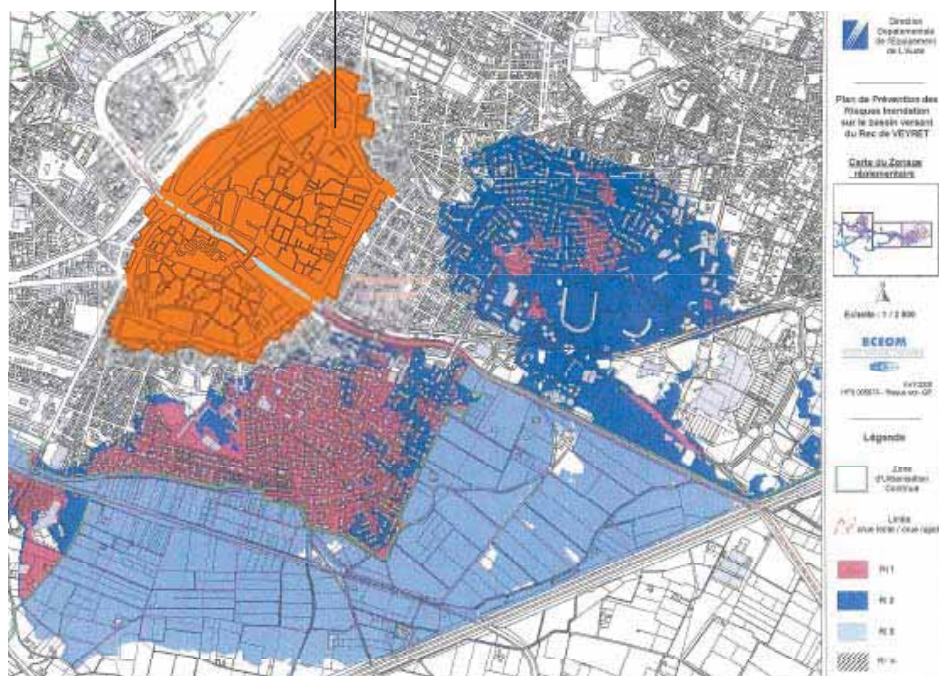 Direction
Départementale
de l'Equipement
de L'Aude
Plan de Prévention des
Risques Inondation
sur le bassin versant
du Rec de VEYRET
Carte du Zonage
réglementaire
Echelle : 1 / 2 500
BCEOM
Légende
Zone
d'Urbanisation
Continue
Limite
crue lente / crue rapide
Ri 1
Ri 2
Ri 3